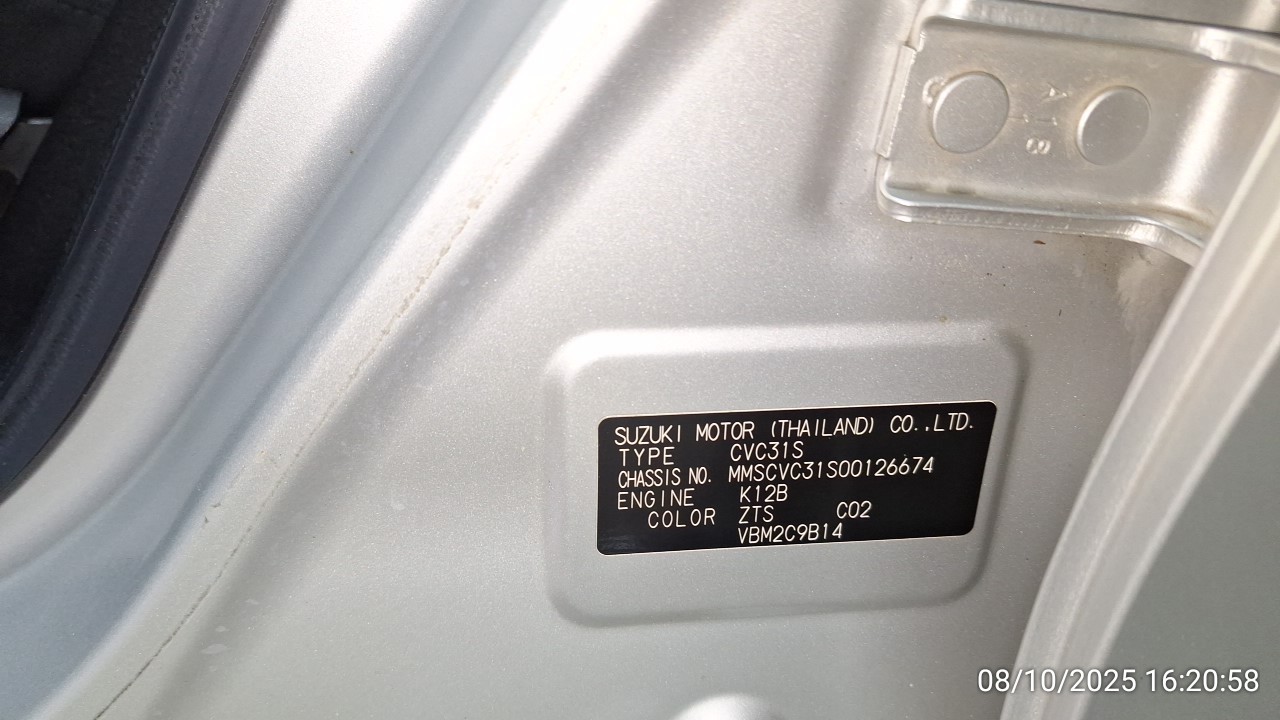 A
B
SUZUKI MOTOR (THAILAND) CO.,LTD.
TYPE CVC31S
CHASSIS NO. MMSCVC31S00126674
ENGINE K12B
COLOR ZTS C02
VBM2C9B14
08/10/2025 16:20:58